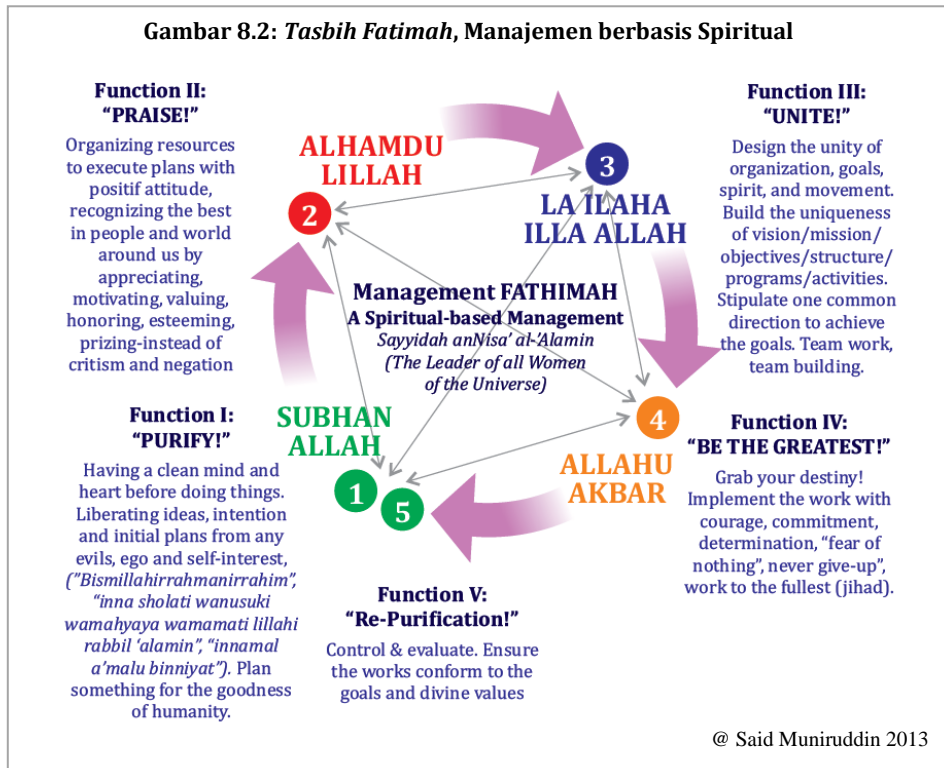 Gambar 8.2: Tasbih Fatimah, Manajemen berbasis Spiritual
Function II:
“PRAISE!”
Organizing resources
to execute plans with
positif attitude,
recognizing the best
in people and world
around us by
appreciating,
motivating, valuing,
honoring, esteeming,
prizing-instead of
critism and negation
ALHAMDU
LILLAH
2
3
LA ILAHA
ILLA ALLAH
Function III:
“UNITE!”
Design the unity of
organization, goals,
spirit, and movement.
Build the uniqueness
of vision/mission/
objectives/structure/
programs/activities.
Stipulate one common
direction to achieve
the goals. Team work,
team building.
Management FATHIMAH
A Spiritual-based Management
Sayyidah anNisa’ al-‘Alamin
(The Leader of all Women
of the Universe)
Function I:
“PURIFY!”
Having a clean mind and
heart before doing things.
Liberating ideas, intention
and initial plans from any
evils, ego and self-interest,
(”Bismillahirrahmanirrahim”,
“inna sholati wanusuki
wamahyaya wamamati lillahi
rabbil ‘alamin”, “innamal
a’malu binniyat”). Plan
something for the goodness
of humanity.
SUBHAN
ALLAH
1
5
4
ALLAHU
AKBAR
Function IV:
“BE THE GREATEST!”
Grab your destiny!
Implement the work with
courage, commitment,
determination, “fear of
nothing”, never give-up”,
work to the fullest (jihad).
Function V:
“Re-Purification!”
Control & evaluate. Ensure
the works conform to the
goals and divine values
@ Said Muniruddin 2013